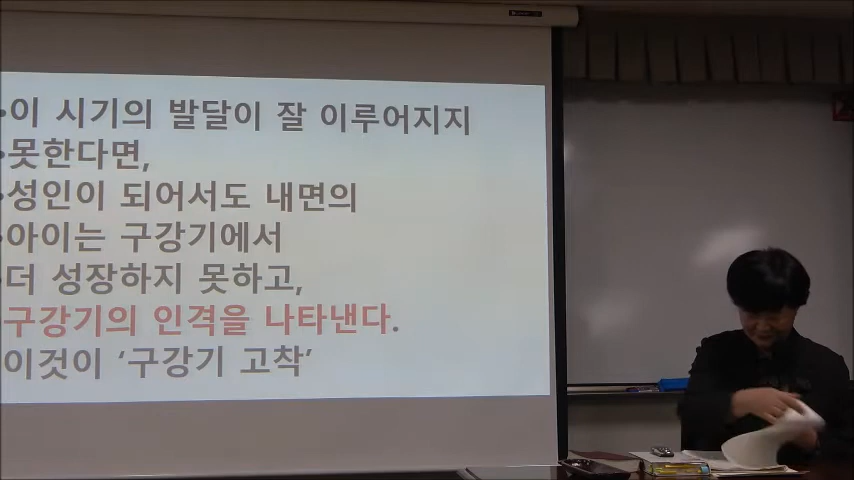 •이 시기의 발달이 잘 이루어지지
•못한다면,
•성인이 되어서도 내면의
•아이는 구강기에서
•더 성장하지 못하고,
구강기의 인격을 나타낸다.
이것이 ‘구강기 고착’